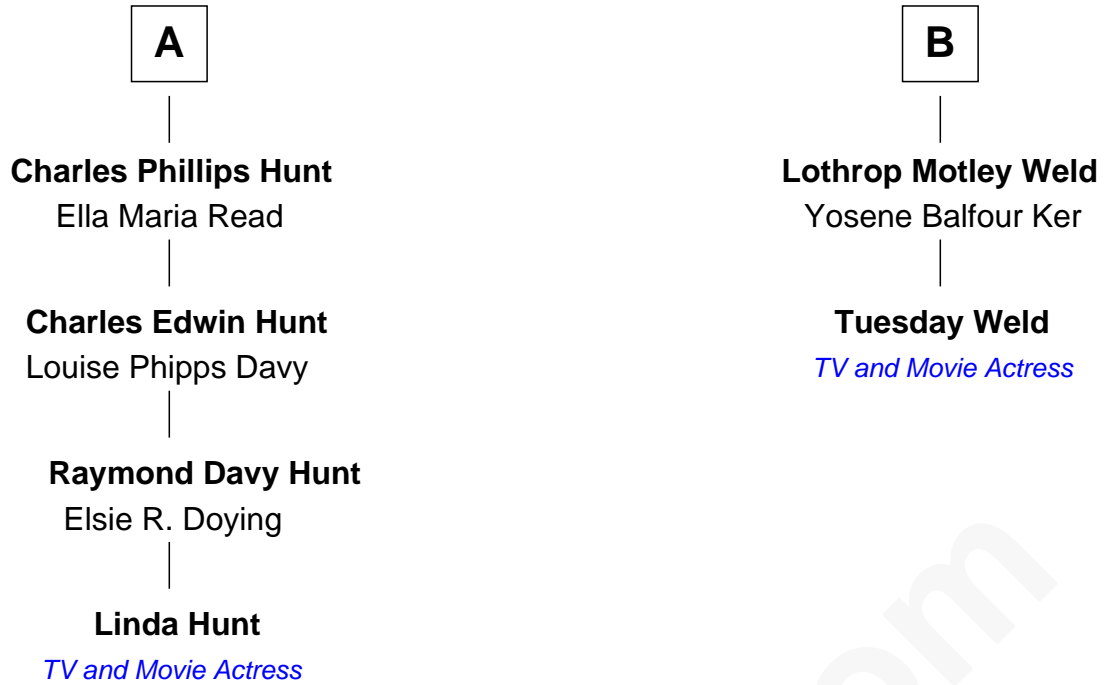 A
Charles Phillips Hunt
Ella Maria Read
Charles Edwin Hunt
Louise Phipps Davy
Raymond Davy Hunt
Elsie R. Doying
Linda Hunt
TV and Movie Actress
B
Lothrop Motley Weld
Yosene Balfour Ker
Tuesday Weld
TV and Movie Actress
om